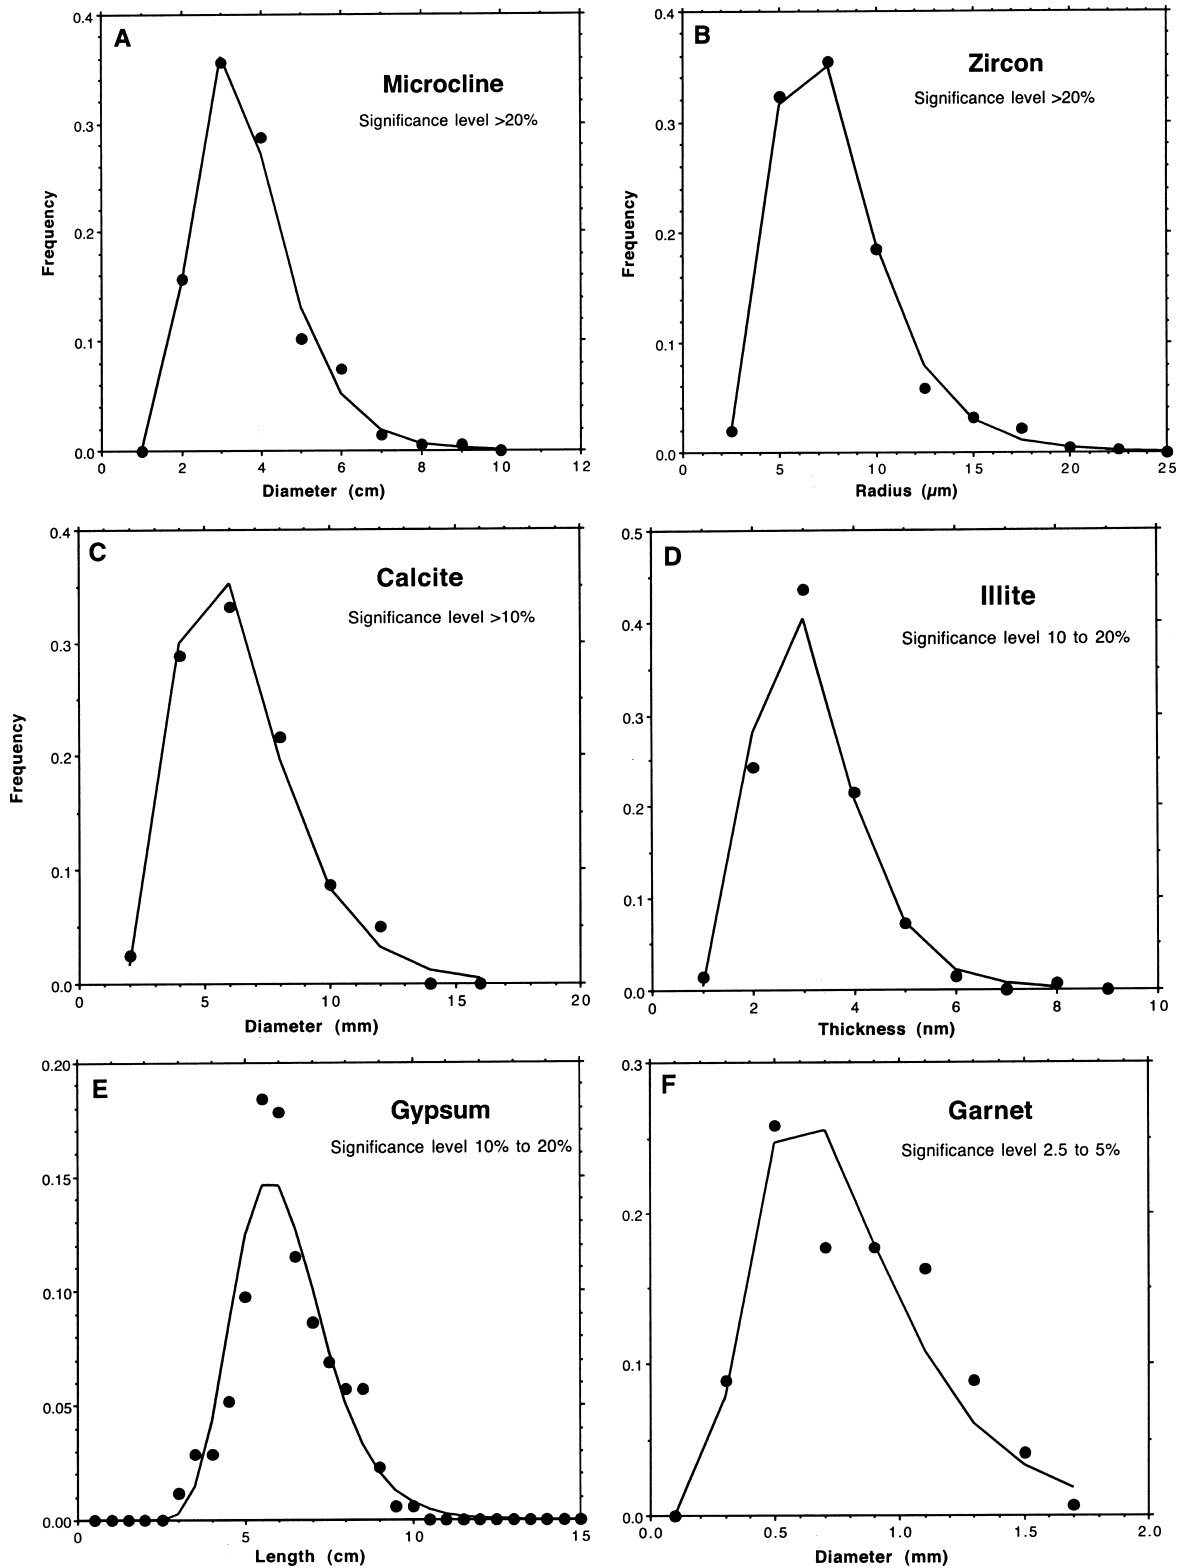 A
Microcline
Significance level >20%
Frequency
0.4
0.3
0.2
0.1
0.0
0 2 4 6 8 10 12
Diameter (cm)
B
Zircon
Significance level >20%
Frequency
0.4
0.3
0.2
0.1
0.0
0 5 10 15 20 25
Radius (µm)
C
Calcite
Significance level >10%
Frequency
0.4
0.3
0.2
0.1
0.0
0 5 10 15 20
Diameter (mm)
D
Illite
Significance level 10 to 20%
0.5
0.4
0.3
0.2
0.1
0.0
0 2 4 6 8 10
Thickness (nm)
E
Gypsum
Significance level 10% to 20%
Frequency
0.20
0.15
0.10
0.05
0.00
0 5 10 15
Length (cm)
F
Garnet
Significance level 2.5 to 5%
0.3
0.2
0.1
0.0
0.0 0.5 1.0 1.5 2.0
Diameter (mm)